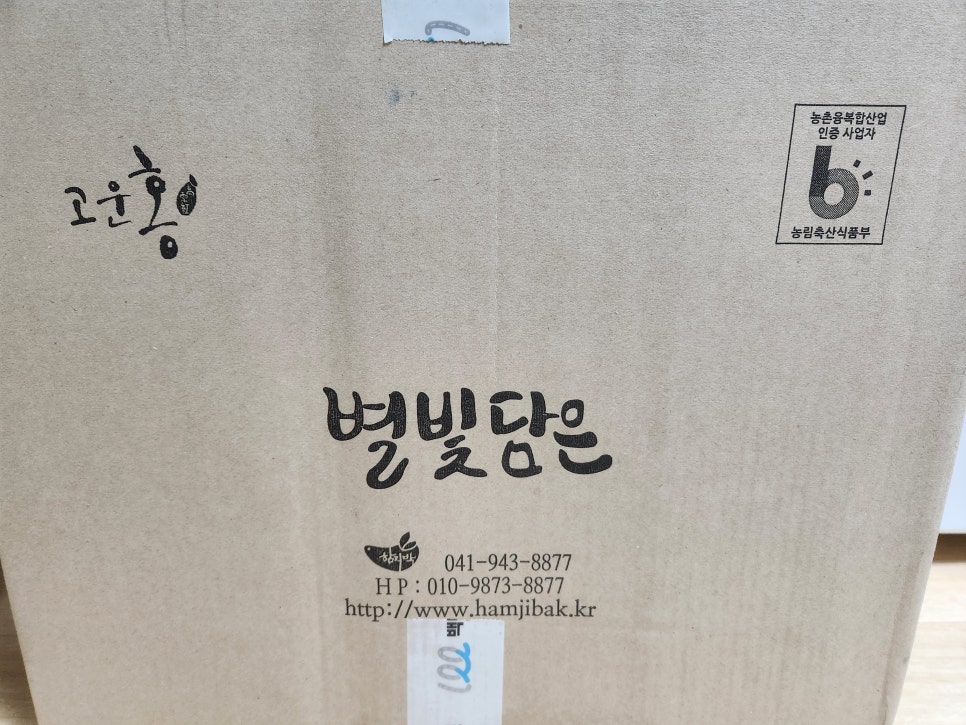 고운홍
농촌융복합산업
인증 사업자
농림축산식품부
별빛담은
함지박
041-943-8877
H P : 010-9873-8877
http://www.hamjibak.kr